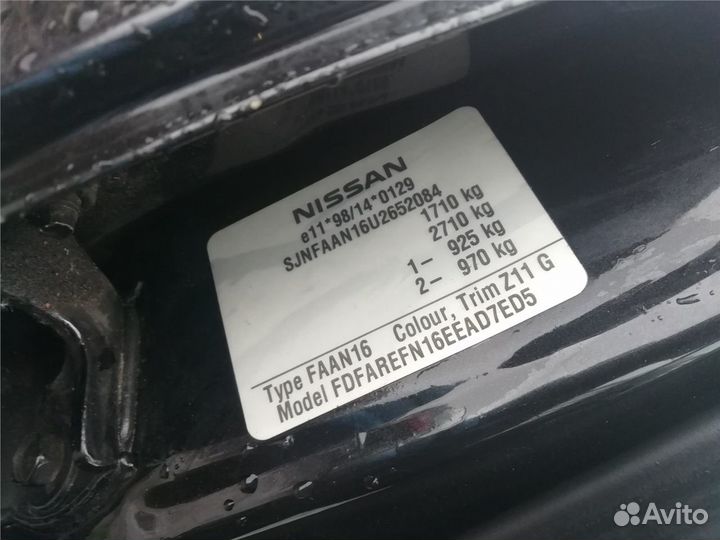 NISSAN
e11*98/14*0129
SJNFAAN16U2652084
1710 kg
2710 kg
1– 925 kg
2– 970 kg
Type FAAN16 Colour, Trim Z11 G
Model FDFAREFN16EEAD7ED5
Avito